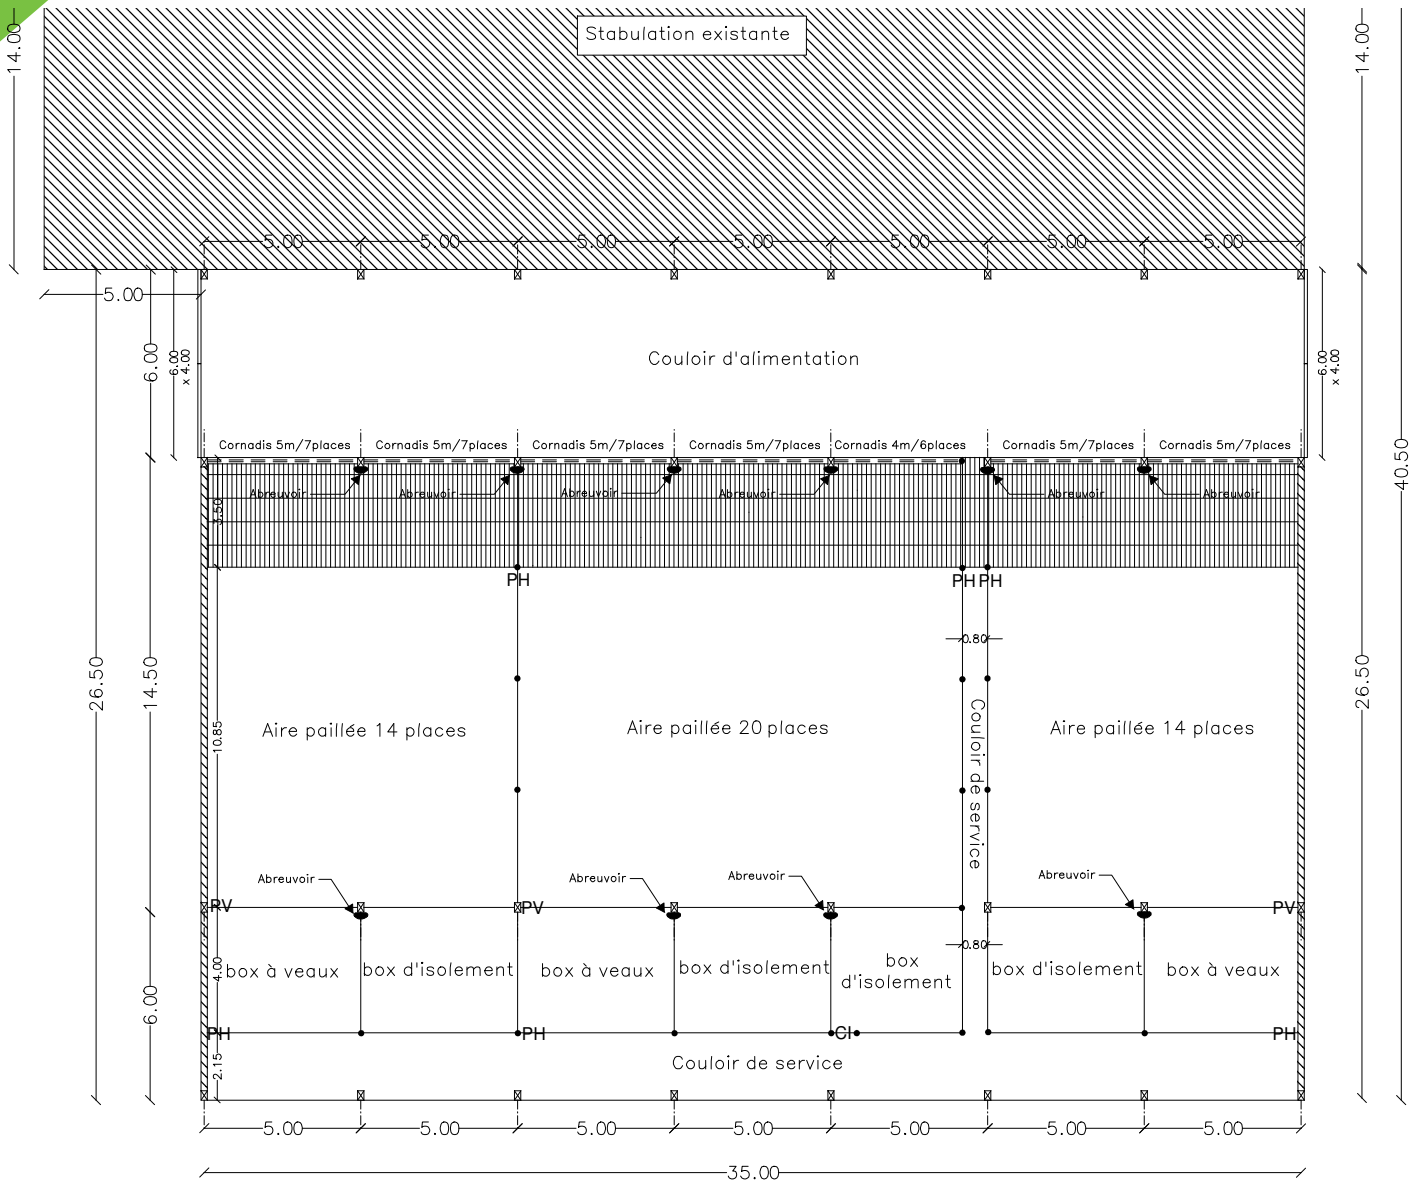 Stabulation existante
14.00
14.00
5.00 5.00 5.00 5.00 5.00 5.00 5.00
5.00
6.00
6.00
x 4.00
Couloir d'alimentation
6.00
x 4.00
40.50
Cornadis 5m/7places Cornadis 5m/7places Cornadis 5m/7places Cornadis 5m/7places Cornadis 4m/6places Cornadis 5m/7places Cornadis 5m/7places
Abreuvoir Abreuvoir Abreuvoir Abreuvoir Abreuvoir Abreuvoir
3.50
PH PH PH
0.80
26.50
14.50
10.85
26.50
Aire paillée 14 places
Aire paillée 20 places
Couloir de service
Aire paillée 14 places
Abreuvoir Abreuvoir Abreuvoir Abreuvoir
PV PV PV
0.80
6.00
4.00
box à veaux
box d'isolement
box à veaux
box d'isolement
box
d'isolement
box d'isolement
box à veaux
PH PH CI PH
2.15
Couloir de service
5.00 5.00 5.00 5.00 5.00 5.00 5.00
35.00